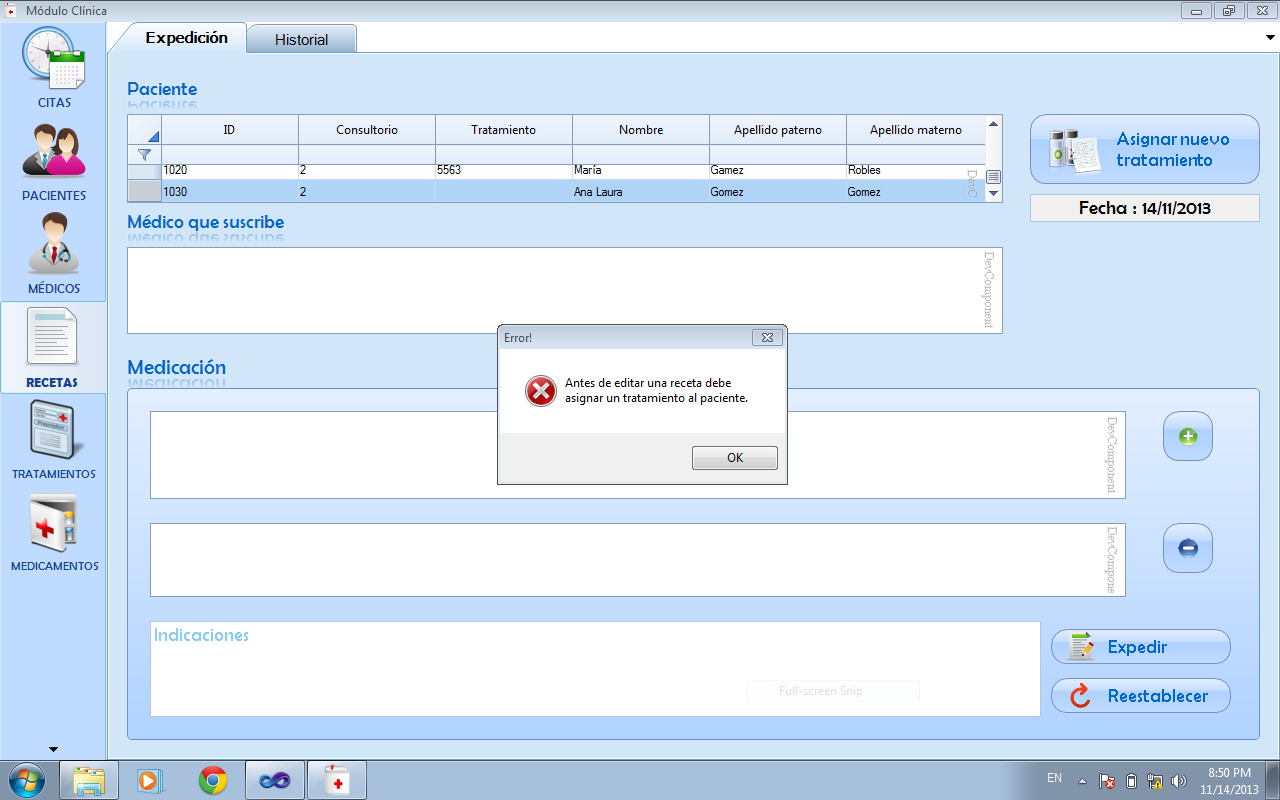 Módulo Clínica
Expedición
Historial
CITAS
PACIENTES
MÉDICOS
RECETAS
TRATAMIENTOS
MEDICAMENTOS
Paciente
ID Consultorio Tratamiento Nombre Apellido paterno Apellido materno
1020 2 5563 María Gamez Robles
1030 2 Ana Laura Gomez Gomez
DevC
Asignar nuevo
tratamiento
Fecha : 14/11/2013
Médico que suscribe
DevComponent
Error!
Antes de editar una receta debe
asignar un tratamiento al paciente.
OK
Medicación
DevComponent
DevCompone
Indicaciones
Full-screen Snip
Expedir
Reestablecer
EN
8:50 PM
11/14/2013